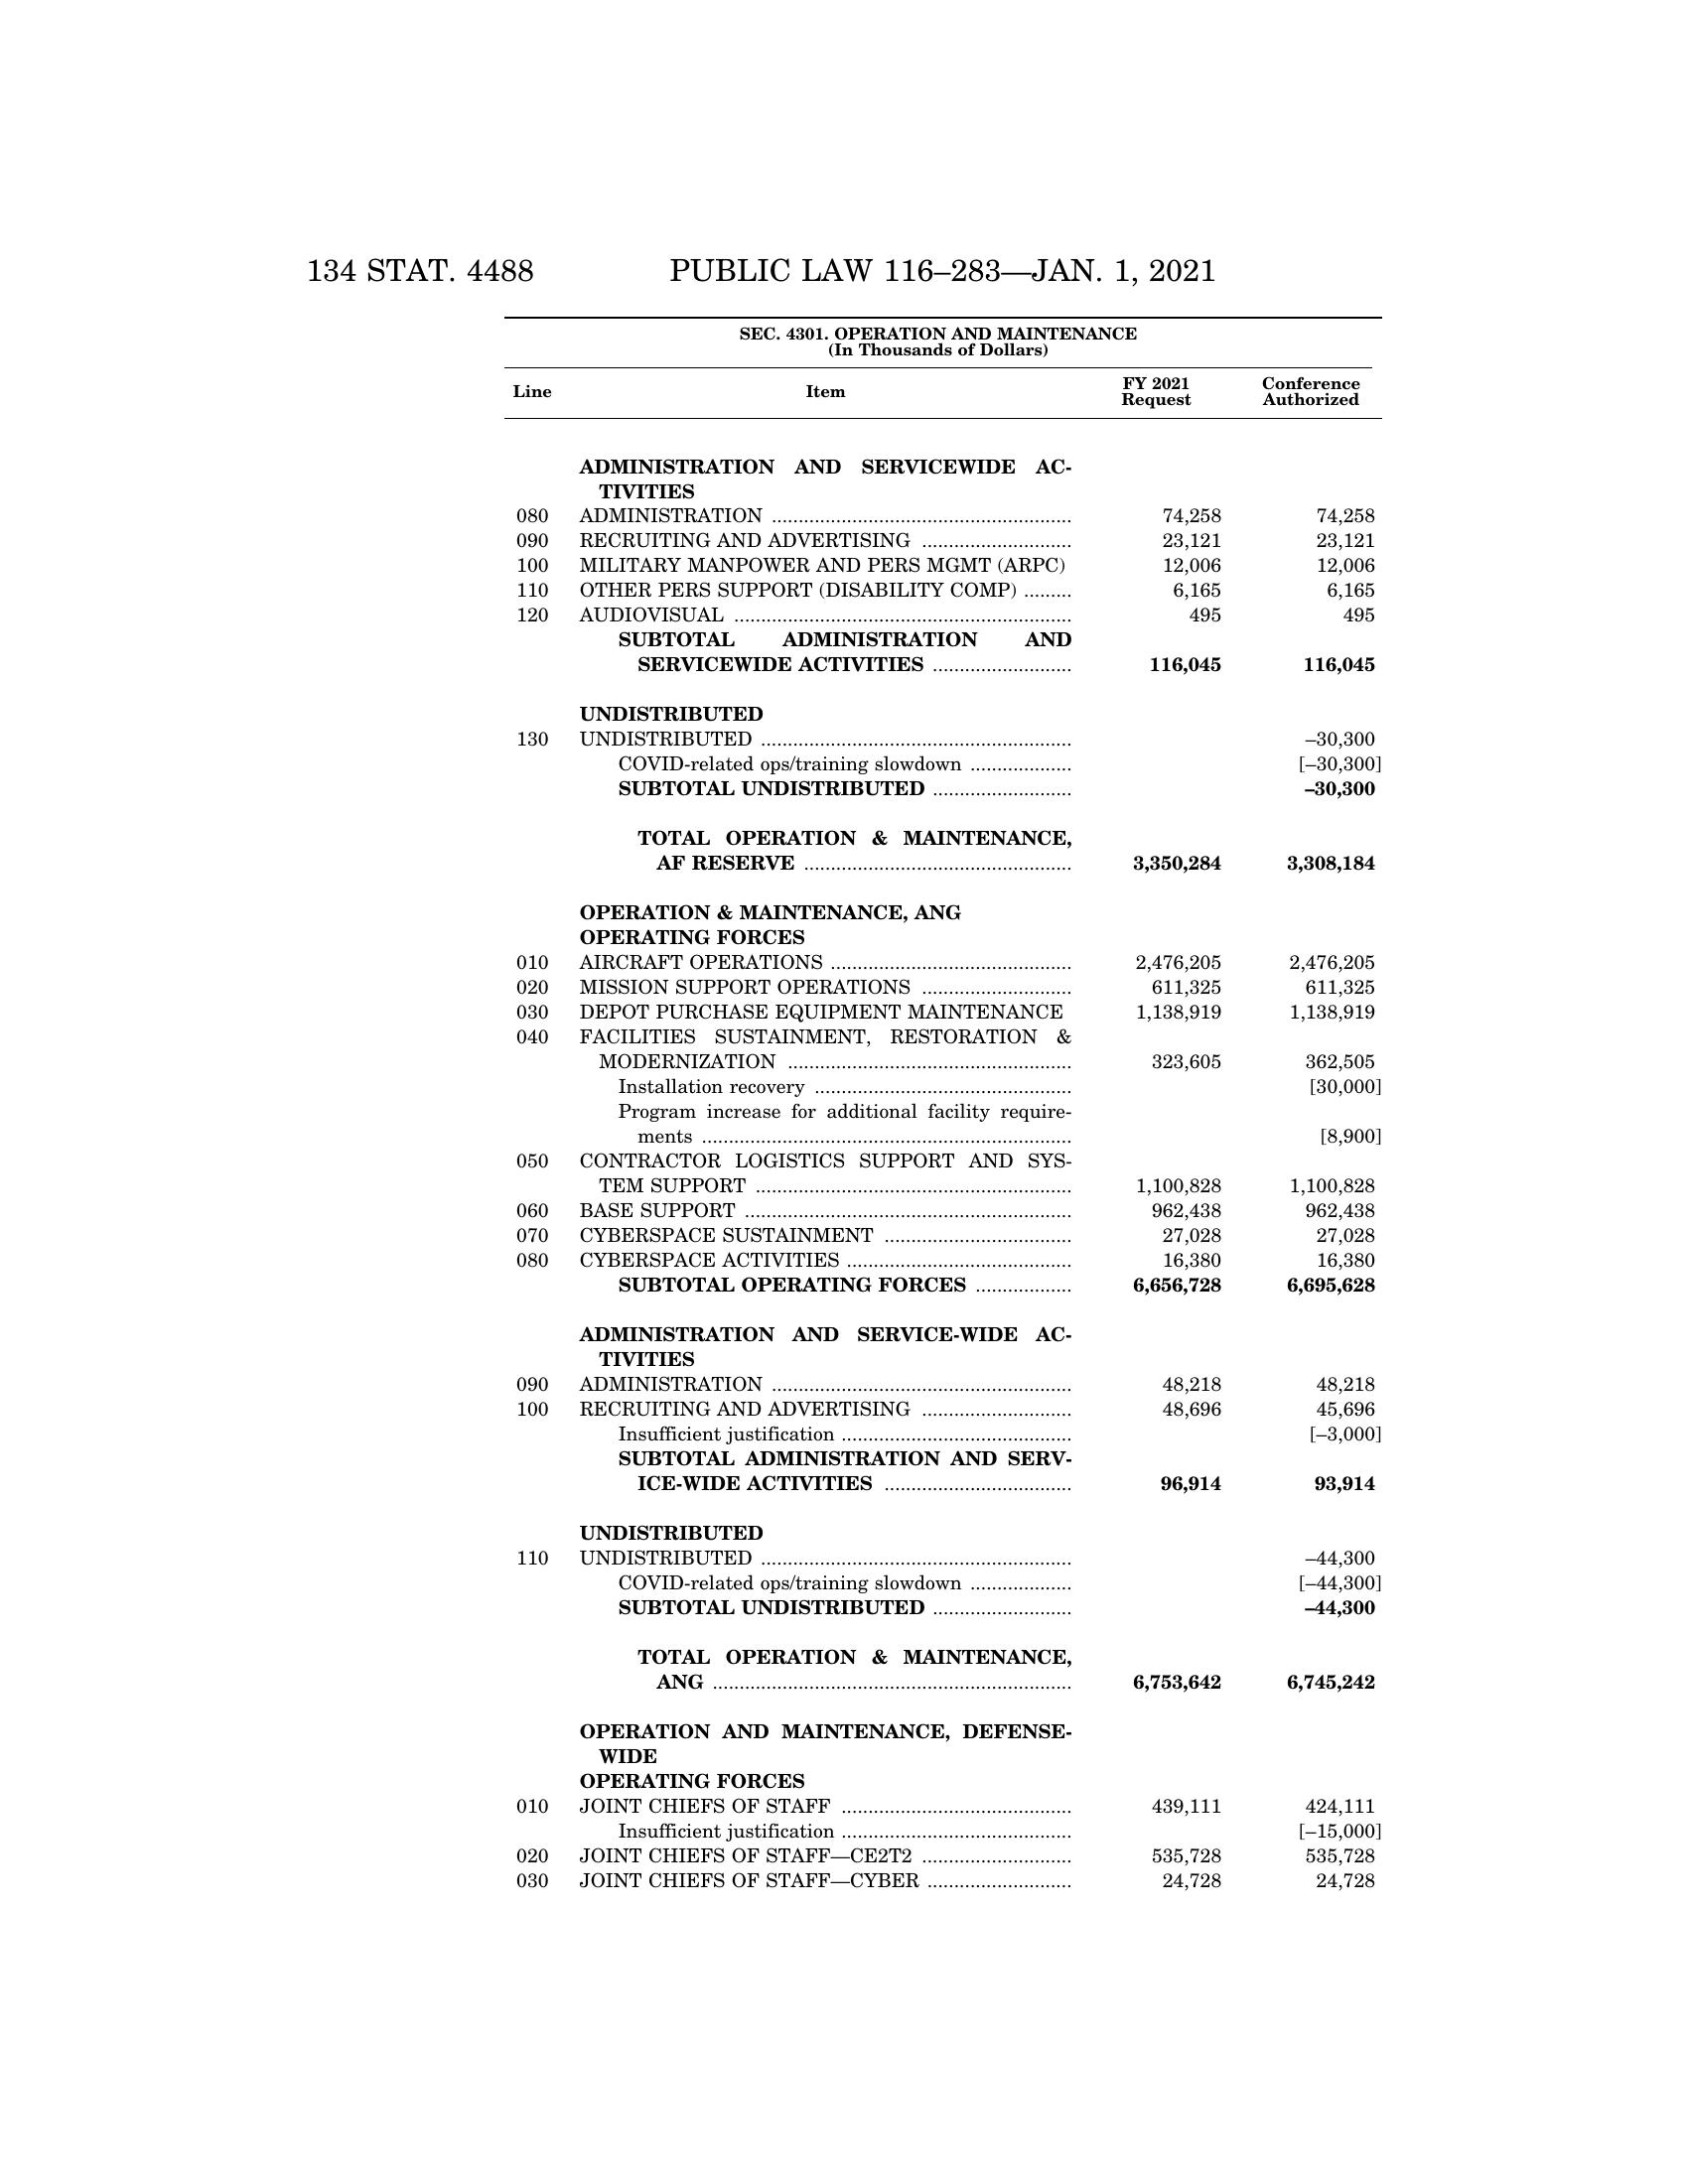 134 STAT. 4488 PUBLIC LAW 116–283—JAN. 1, 2021
SEC. 4301. OPERATION AND MAINTENANCE
(In Thousands of Dollars)
Line Item FY 2021 Request Conference Authorized
ADMINISTRATION AND SERVICEWIDE AC-
TIVITIES
080 ADMINISTRATION ......................................................... 74,258 74,258
090 RECRUITING AND ADVERTISING ............................ 23,121 23,121
100 MILITARY MANPOWER AND PERS MGMT (ARPC) 12,006 12,006
110 OTHER PERS SUPPORT (DISABILITY COMP) ......... 6,165 6,165
120 AUDIOVISUAL ............................................................... 495 495
SUBTOTAL ADMINISTRATION AND
SERVICEWIDE ACTIVITIES .......................... 116,045 116,045
UNDISTRIBUTED
130 UNDISTRIBUTED .......................................................... –30,300
COVID-related ops/training slowdown ................... [–30,300]
SUBTOTAL UNDISTRIBUTED .......................... –30,300
TOTAL OPERATION & MAINTENANCE,
AF RESERVE .................................................. 3,350,284 3,308,184
OPERATION & MAINTENANCE, ANG
OPERATING FORCES
010 AIRCRAFT OPERATIONS ............................................. 2,476,205 2,476,205
020 MISSION SUPPORT OPERATIONS ............................ 611,325 611,325
030 DEPOT PURCHASE EQUIPMENT MAINTENANCE 1,138,919 1,138,919
040 FACILITIES SUSTAINMENT, RESTORATION &
MODERNIZATION ..................................................... 323,605 362,505
Installation recovery ................................................ [30,000]
Program increase for additional facility require-
ments ..................................................................... [8,900]
050 CONTRACTOR LOGISTICS SUPPORT AND SYS-
TEM SUPPORT ........................................................... 1,100,828 1,100,828
060 BASE SUPPORT ............................................................. 962,438 962,438
070 CYBERSPACE SUSTAINMENT ................................... 27,028 27,028
080 CYBERSPACE ACTIVITIES .......................................... 16,380 16,380
SUBTOTAL OPERATING FORCES .................. 6,656,728 6,695,628
ADMINISTRATION AND SERVICE-WIDE AC-
TIVITIES
090 ADMINISTRATION ........................................................ 48,218 48,218
100 RECRUITING AND ADVERTISING ............................ 48,696 45,696
Insufficient justification ........................................... [–3,000]
SUBTOTAL ADMINISTRATION AND SERV-
ICE-WIDE ACTIVITIES ................................... 96,914 93,914
UNDISTRIBUTED
110 UNDISTRIBUTED .......................................................... –44,300
COVID-related ops/training slowdown ................... [–44,300]
SUBTOTAL UNDISTRIBUTED .......................... –44,300
TOTAL OPERATION & MAINTENANCE,
ANG ................................................................... 6,753,642 6,745,242
OPERATION AND MAINTENANCE, DEFENSE-
WIDE
OPERATING FORCES
010 JOINT CHIEFS OF STAFF ........................................... 439,111 424,111
Insufficient justification ........................................... [–15,000]
020 JOINT CHIEFS OF STAFF—CE2T2 ............................ 535,728 535,728
030 JOINT CHIEFS OF STAFF—CYBER ........................... 24,728 24,728